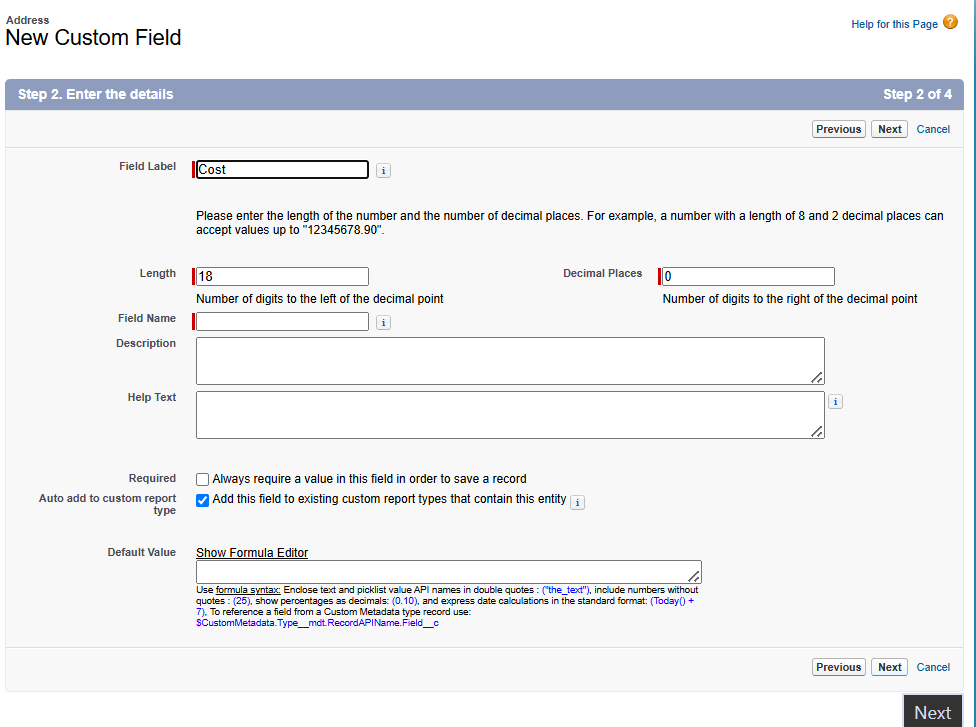 Address
New Custom Field
Help for this Page
Step 2. Enter the details
Step 2 of 4
Previous Next Cancel
Field Label
Cost
Please enter the length of the number and the number of decimal places. For example, a number with a length of 8 and 2 decimal places can
accept values up to "12345678.90".
Length
18
Decimal Places
0
Number of digits to the left of the decimal point
Number of digits to the right of the decimal point
Field Name
Description
Help Text
Required
Always require a value in this field in order to save a record
Auto add to custom report
type
Add this field to existing custom report types that contain this entity
Default Value
Show Formula Editor
Use formula syntax: Enclose text and picklist value API names in double quotes : ("the_text"), include numbers without
quotes : (25), show percentages as decimals: (0.10), and express date calculations in the standard format: (Today() +
7), To reference a field from a Custom Metadata type record use:
$CustomMetadata.Type__mdt.RecordAPIName.Field__c
Previous Next Cancel
Next